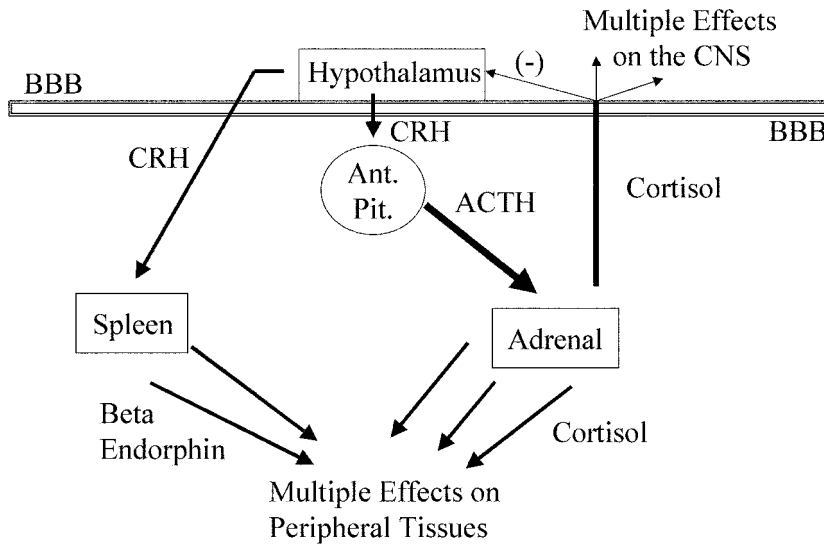 Multiple Effects
on the CNS
(-)
Hypothalamus
BBB
BBB
CRH
CRH
Ant.
Pit.
ACTH
Cortisol
Spleen
Adrenal
Beta
Endorphin
Cortisol
Multiple Effects on
Peripheral Tissues